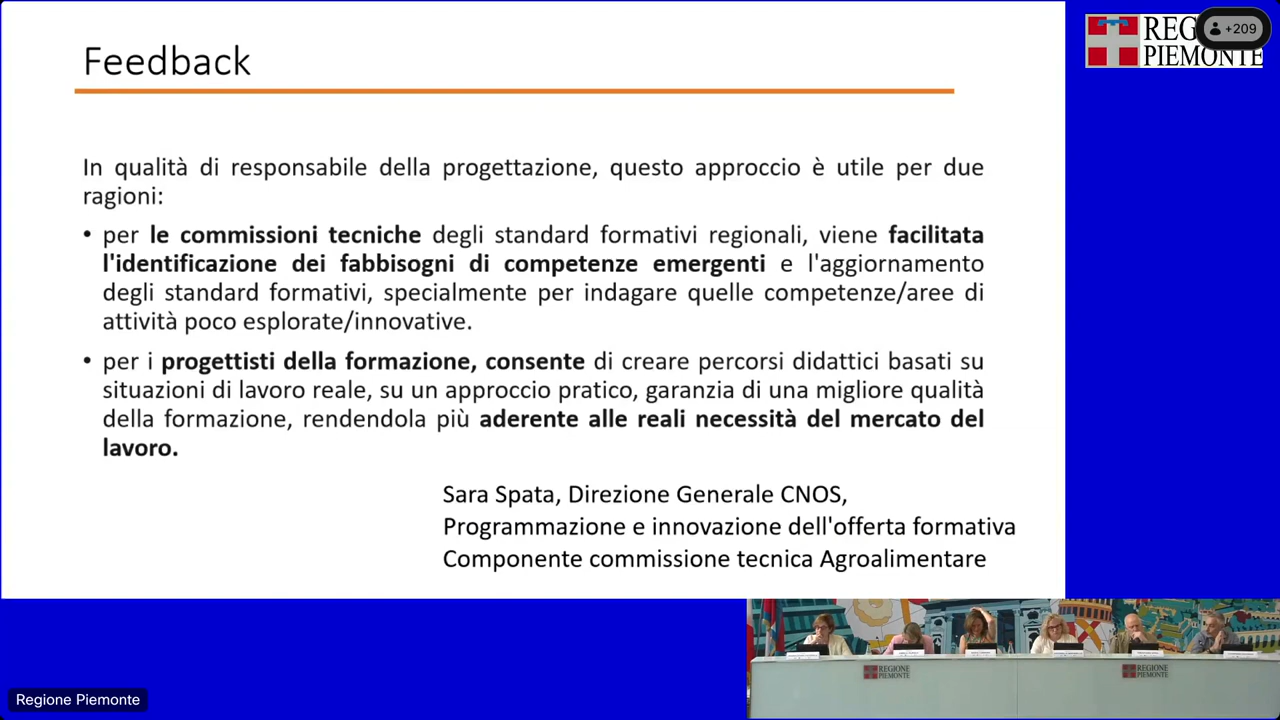 Feedback
REG
PIEMONTE
+209
In qualità di responsabile della progettazione, questo approccio è utile per due
ragioni:
• per le commissioni tecniche degli standard formativi regionali, viene facilitata
l'identificazione dei fabbisogni di competenze emergenti e l'aggiornamento
degli standard formativi, specialmente per indagare quelle competenze/aree di
attività poco esplorate/innovative.
• per i progettisti della formazione, consente di creare percorsi didattici basati su
situazioni di lavoro reale, su un approccio pratico, garanzia di una migliore qualità
della formazione, rendendola più aderente alle reali necessità del mercato del
lavoro.
Sara Spata, Direzione Generale CNOS,
Programmazione e innovazione dell'offerta formativa
Componente commissione tecnica Agroalimentare
REGIONE
PIEMONTE
REGIONE
PIEMONTE
Regione Piemonte